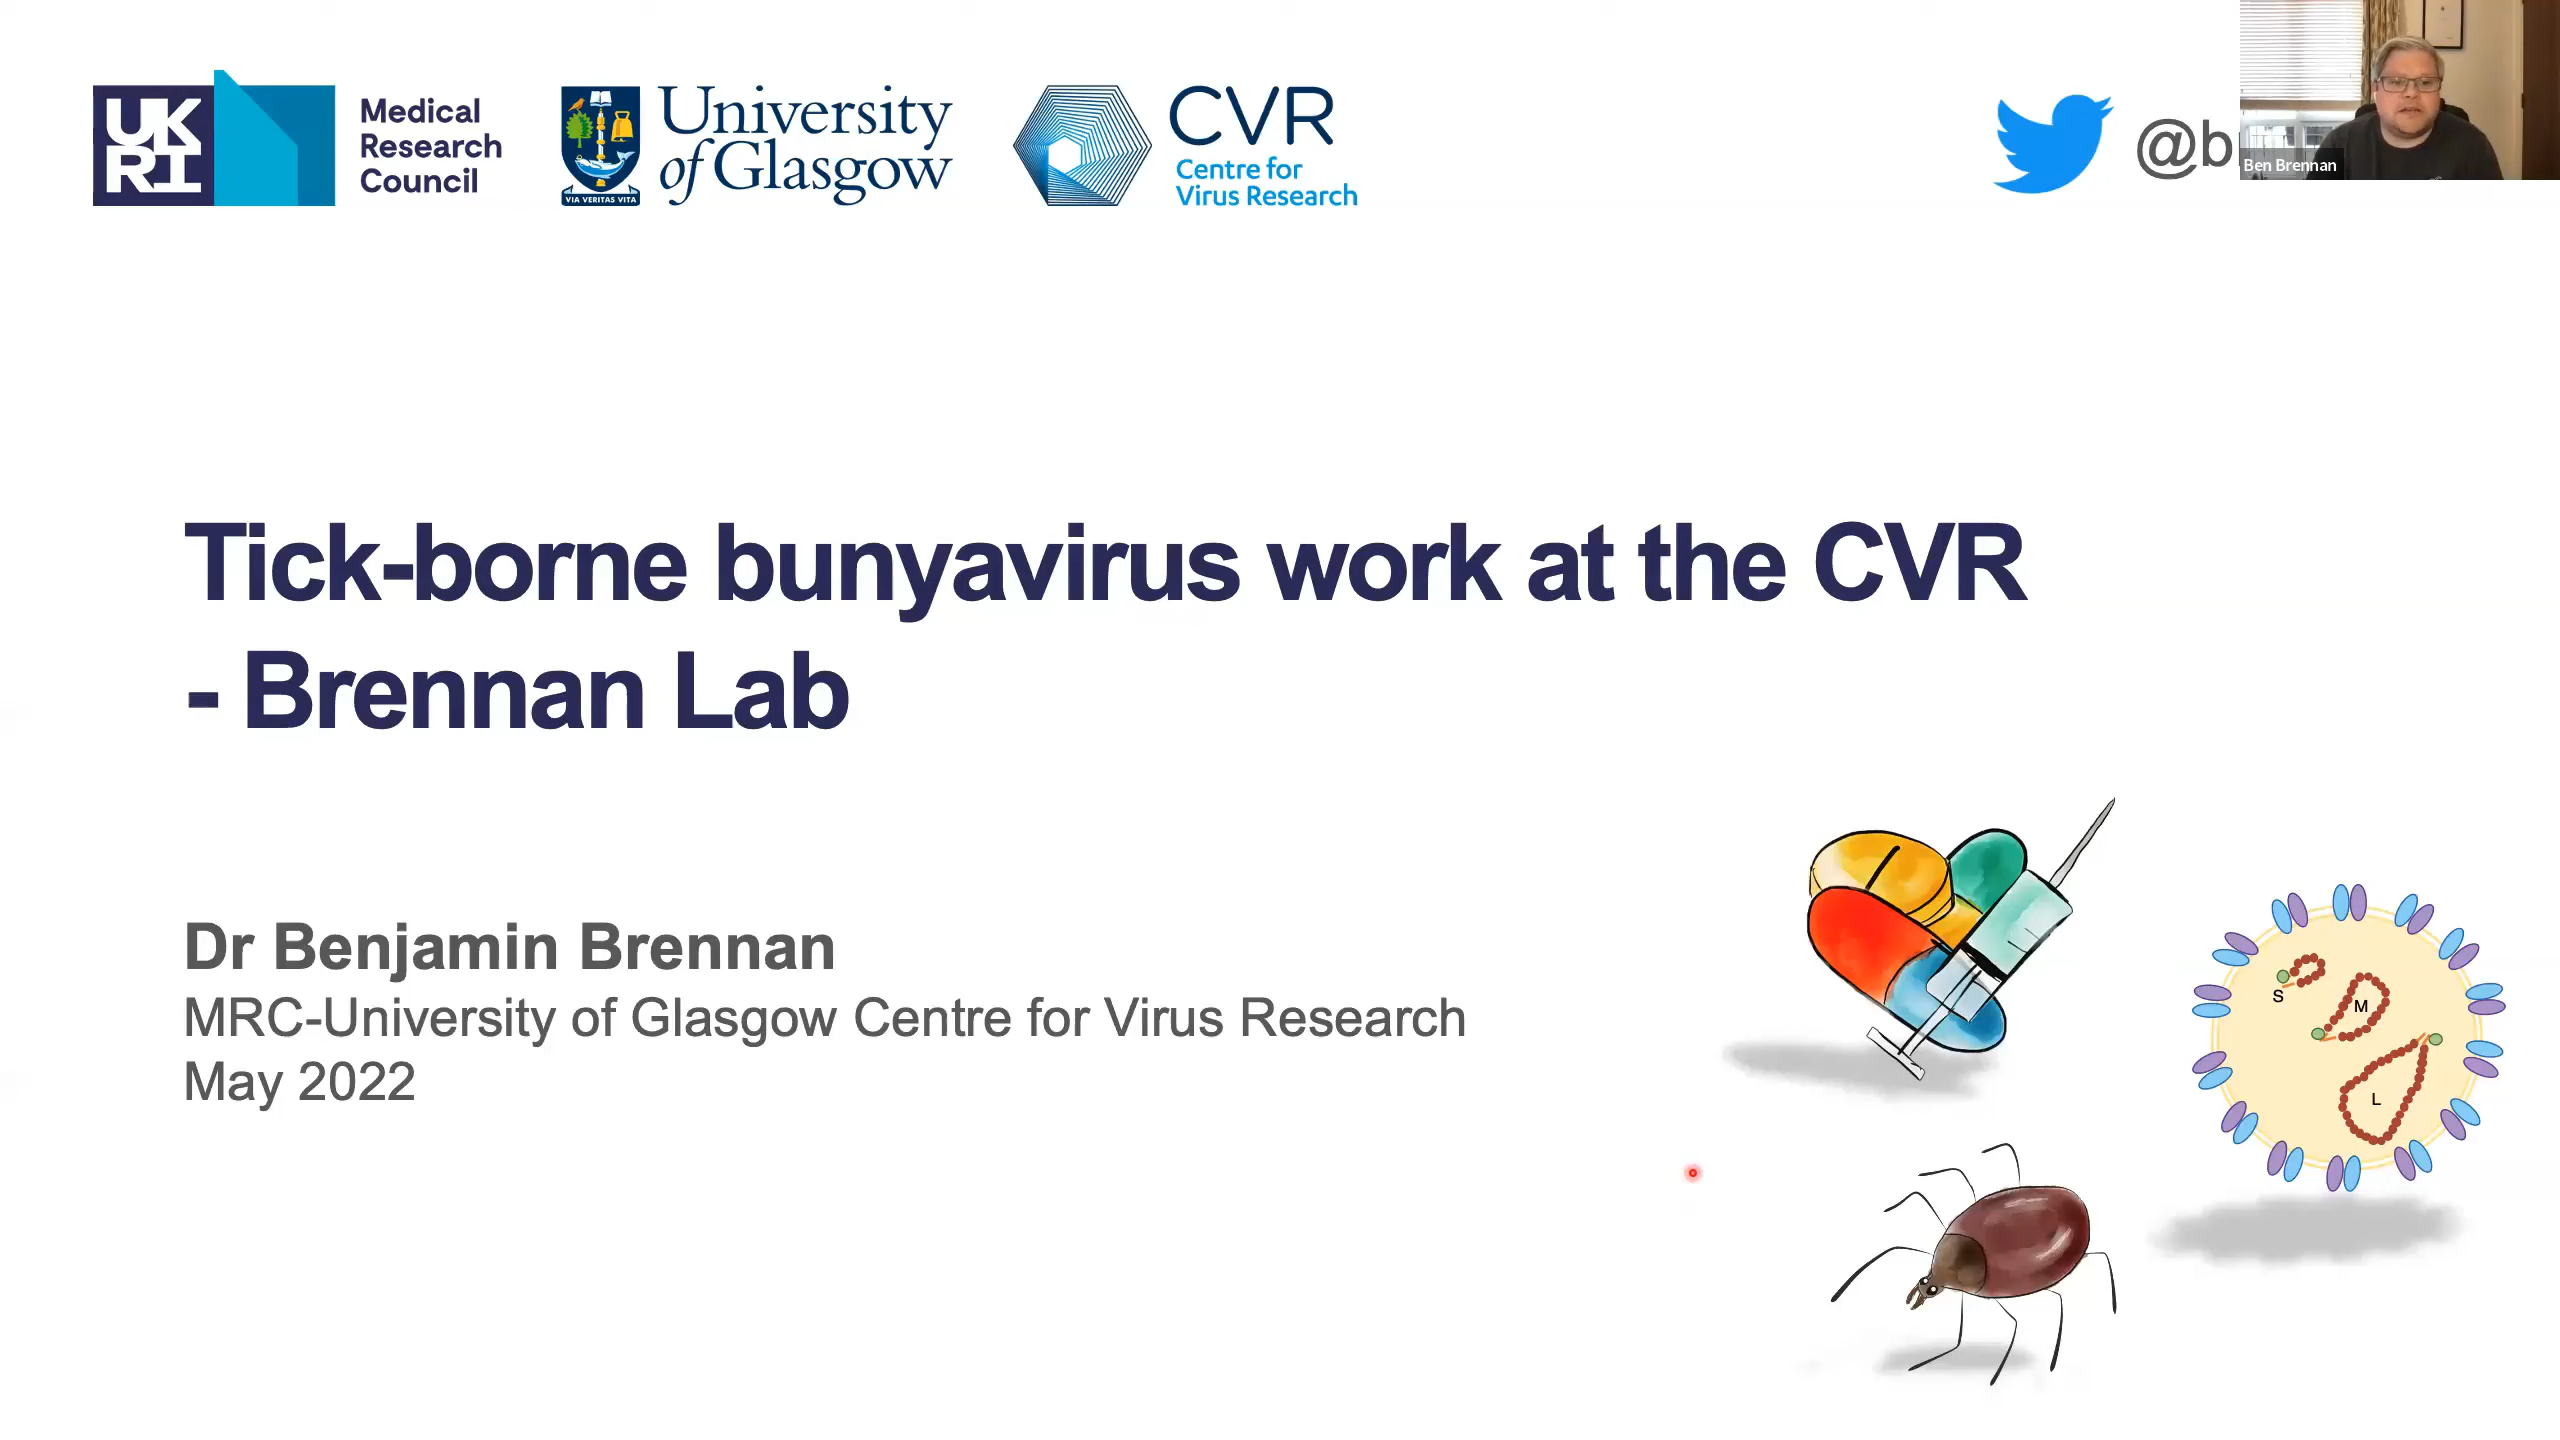 UK
RI
Medical
Research
Council
VIA VERITAS VITA
University
of Glasgow
CVR
Centre for
Virus Research
Ben Brennan
Tick-borne bunyavirus work at the CVR
- Brennan Lab
Dr Benjamin Brennan
MRC-University of Glasgow Centre for Virus Research
May 2022
S
M
L